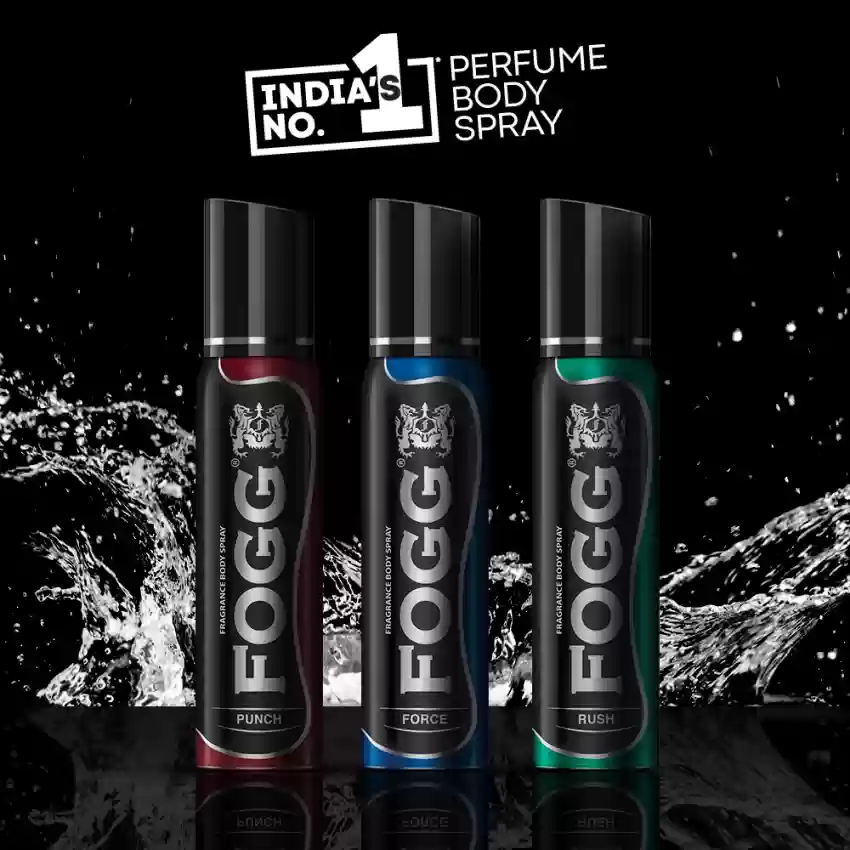 INDIA'S
NO. 1*
PERFUME
BODY
SPRAY
FOGG®
FRAGRANCE BODY SPRAY
PUNCH
FOGG®
FRAGRANCE BODY SPRAY
FORCE
FOGG®
FRAGRANCE BODY SPRAY
RUSH